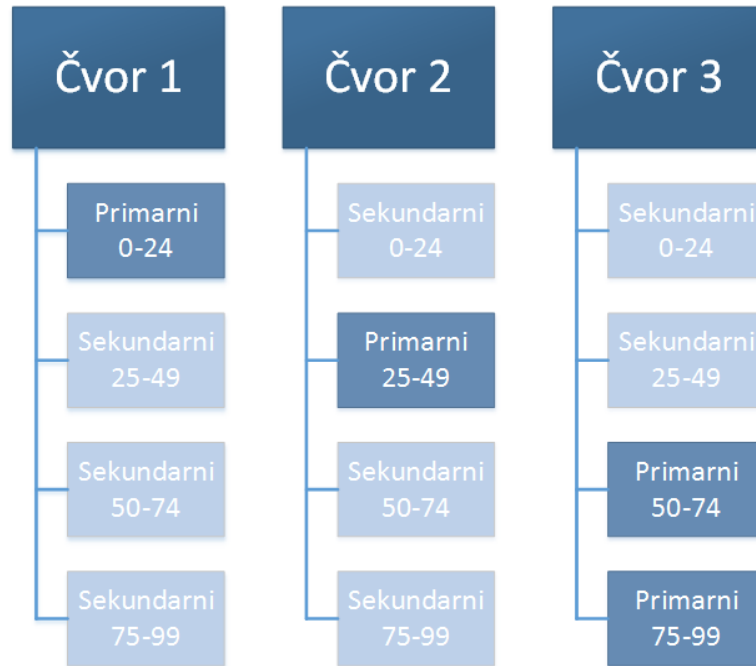 Čvor 1
Primarni
0-24
Sekundarni
25-49
Sekundarni
50-74
Sekundarni
75-99
Čvor 2
Sekundarni
0-24
Primarni
25-49
Sekundarni
50-74
Sekundarni
75-99
Čvor 3
Sekundarni
0-24
Sekundarni
25-49
Primarni
50-74
Primarni
75-99